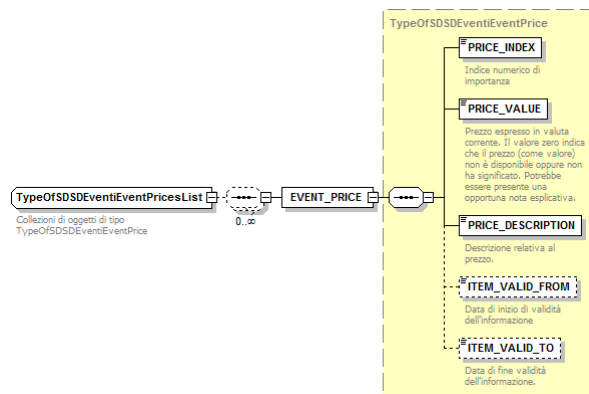 TypeOfSDSDEventiEventPrice
PRICE_INDEX
Indice numerico di
importanza
PRICE_VALUE
Prezzo espresso in valuta
corrente. Il valore zero indica
che il prezzo (come valore)
non è disponibile oppure non
ha significato. Potrebbe
essere presente una
opportuna nota esplicativa.
TypeOfSDSDEventiEventPricesList
EVENT_PRICE
0..∞
Collezioni di oggetti di tipo
TypeOfSDSDEventiEventPrice
PRICE_DESCRIPTION
Descrizione relativa al
prezzo.
ITEM_VALID_FROM
Data di inizio di validità
dell'informazione
ITEM_VALID_TO
Data di fine validità
dell'informazione.